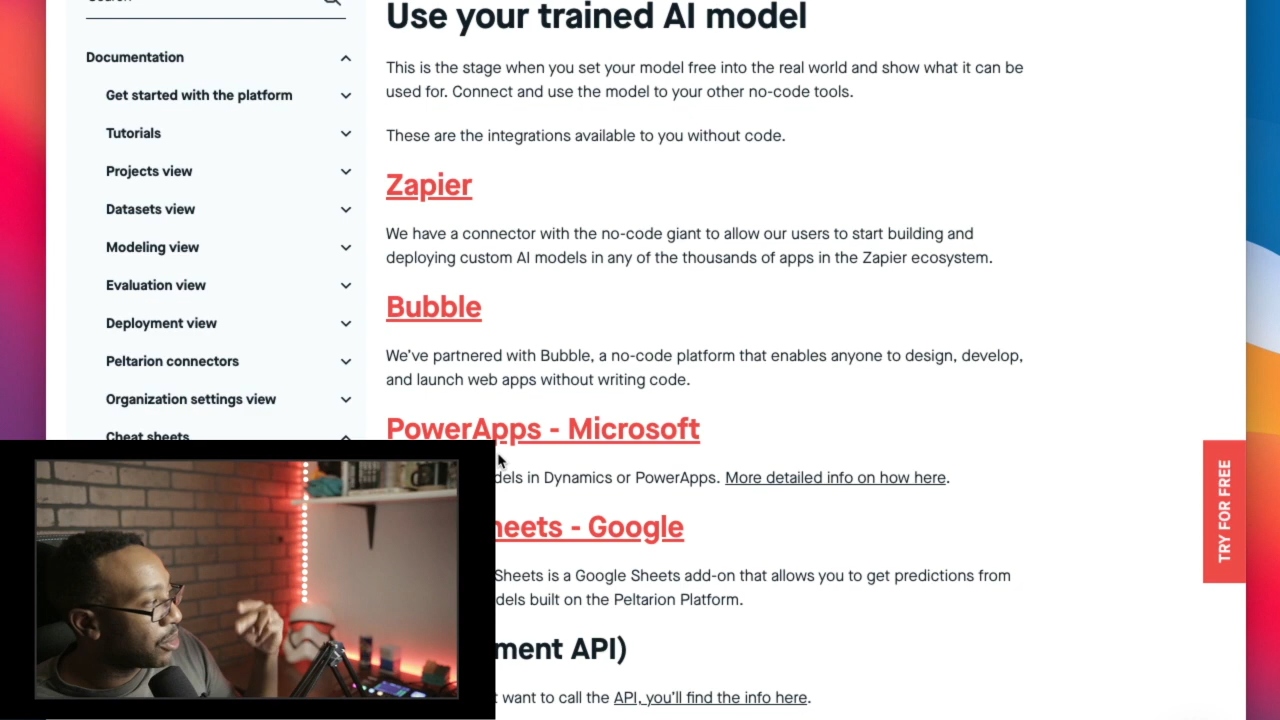 Use your trained AI model
Documentation
This is the stage when you set your model free into the real world and show what it can be
used for. Connect and use the model to your other no-code tools.
Get started with the platform
Tutorials
These are the integrations available to you without code.
Projects view
Zapier
Datasets view
We have a connector with the no-code giant to allow our users to start building and
deploying custom AI models in any of the thousands of apps in the Zapier ecosystem.
Modeling view
Evaluation view
Bubble
Deployment view
We've partnered with Bubble, a no-code platform that enables anyone to design, develop,
and launch web apps without writing code.
Peltarion connectors
Organization settings view
Cheat sheets
PowerApps - Microsoft
dels in Dynamics or PowerApps. More detailed info on how here.
heets - Google
Sheets is a Google Sheets add-on that allows you to get predictions from
dels built on the Peltarion Platform.
ment API)
want to call the API, you'll find the info here.
TRY FOR FREE